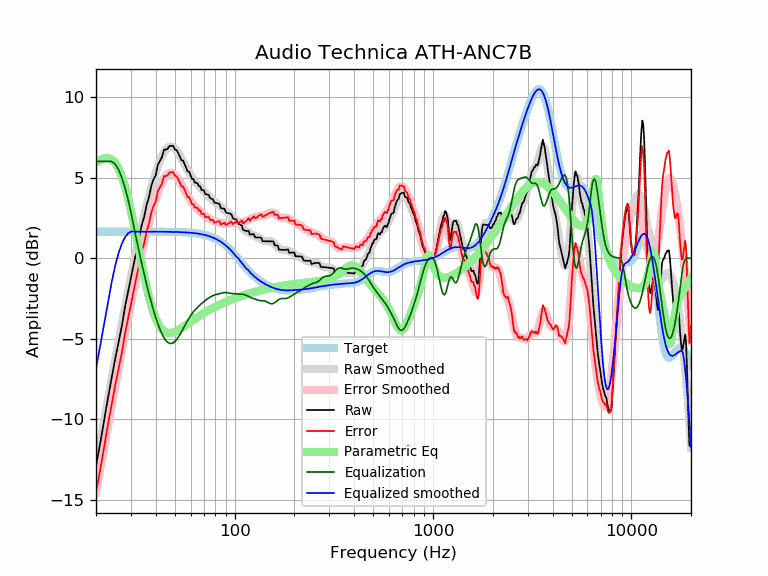 Audio Technica ATH-ANC7B
Amplitude (dBr)
10
5
0
−5
−10
−15
Target
Raw Smoothed
Error Smoothed
Raw
Error
Parametric Eq
Equalization
Equalized smoothed
100
1000
10000
Frequency (Hz)